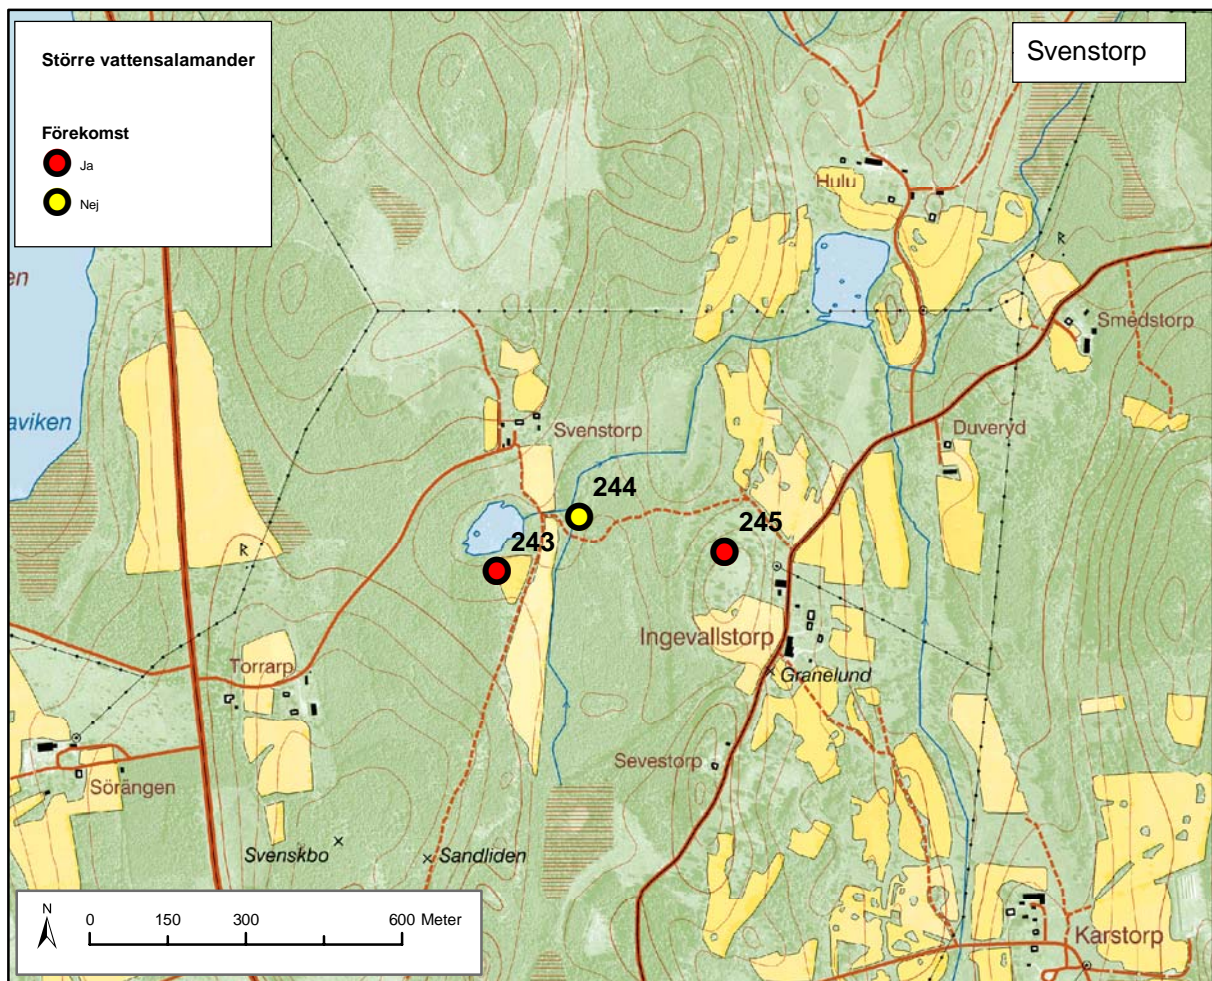 Större vattensalamander
Svenstorp
Förekomst
Ja
Nej
Hulu
R
en
Smedstorp
aviken
Svenstorp
Duveryd
244
245
243
R
Ingevallstorp
Torrarp
Granelund
Sevestorp
Sörängen
Svenskbo
Sandliden
N
0 150 300 600 Meter
Karstorp